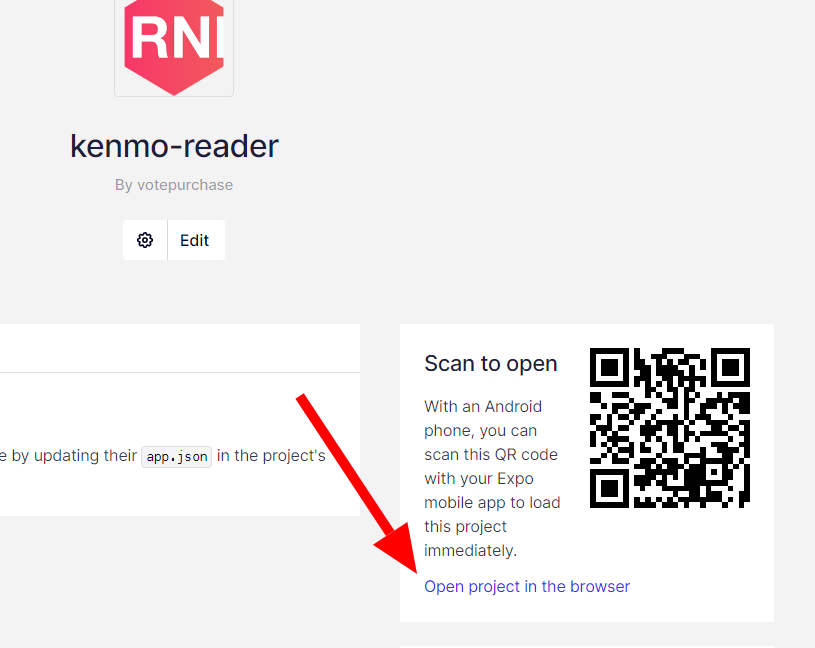 RNI
kenmo-reader
By votepurchase
Edit
e by updating their app.json in the project's
Scan to open
With an Android
phone, you can
scan this QR code
with your Expo
mobile app to load
this project
immediately.
Open project in the browser